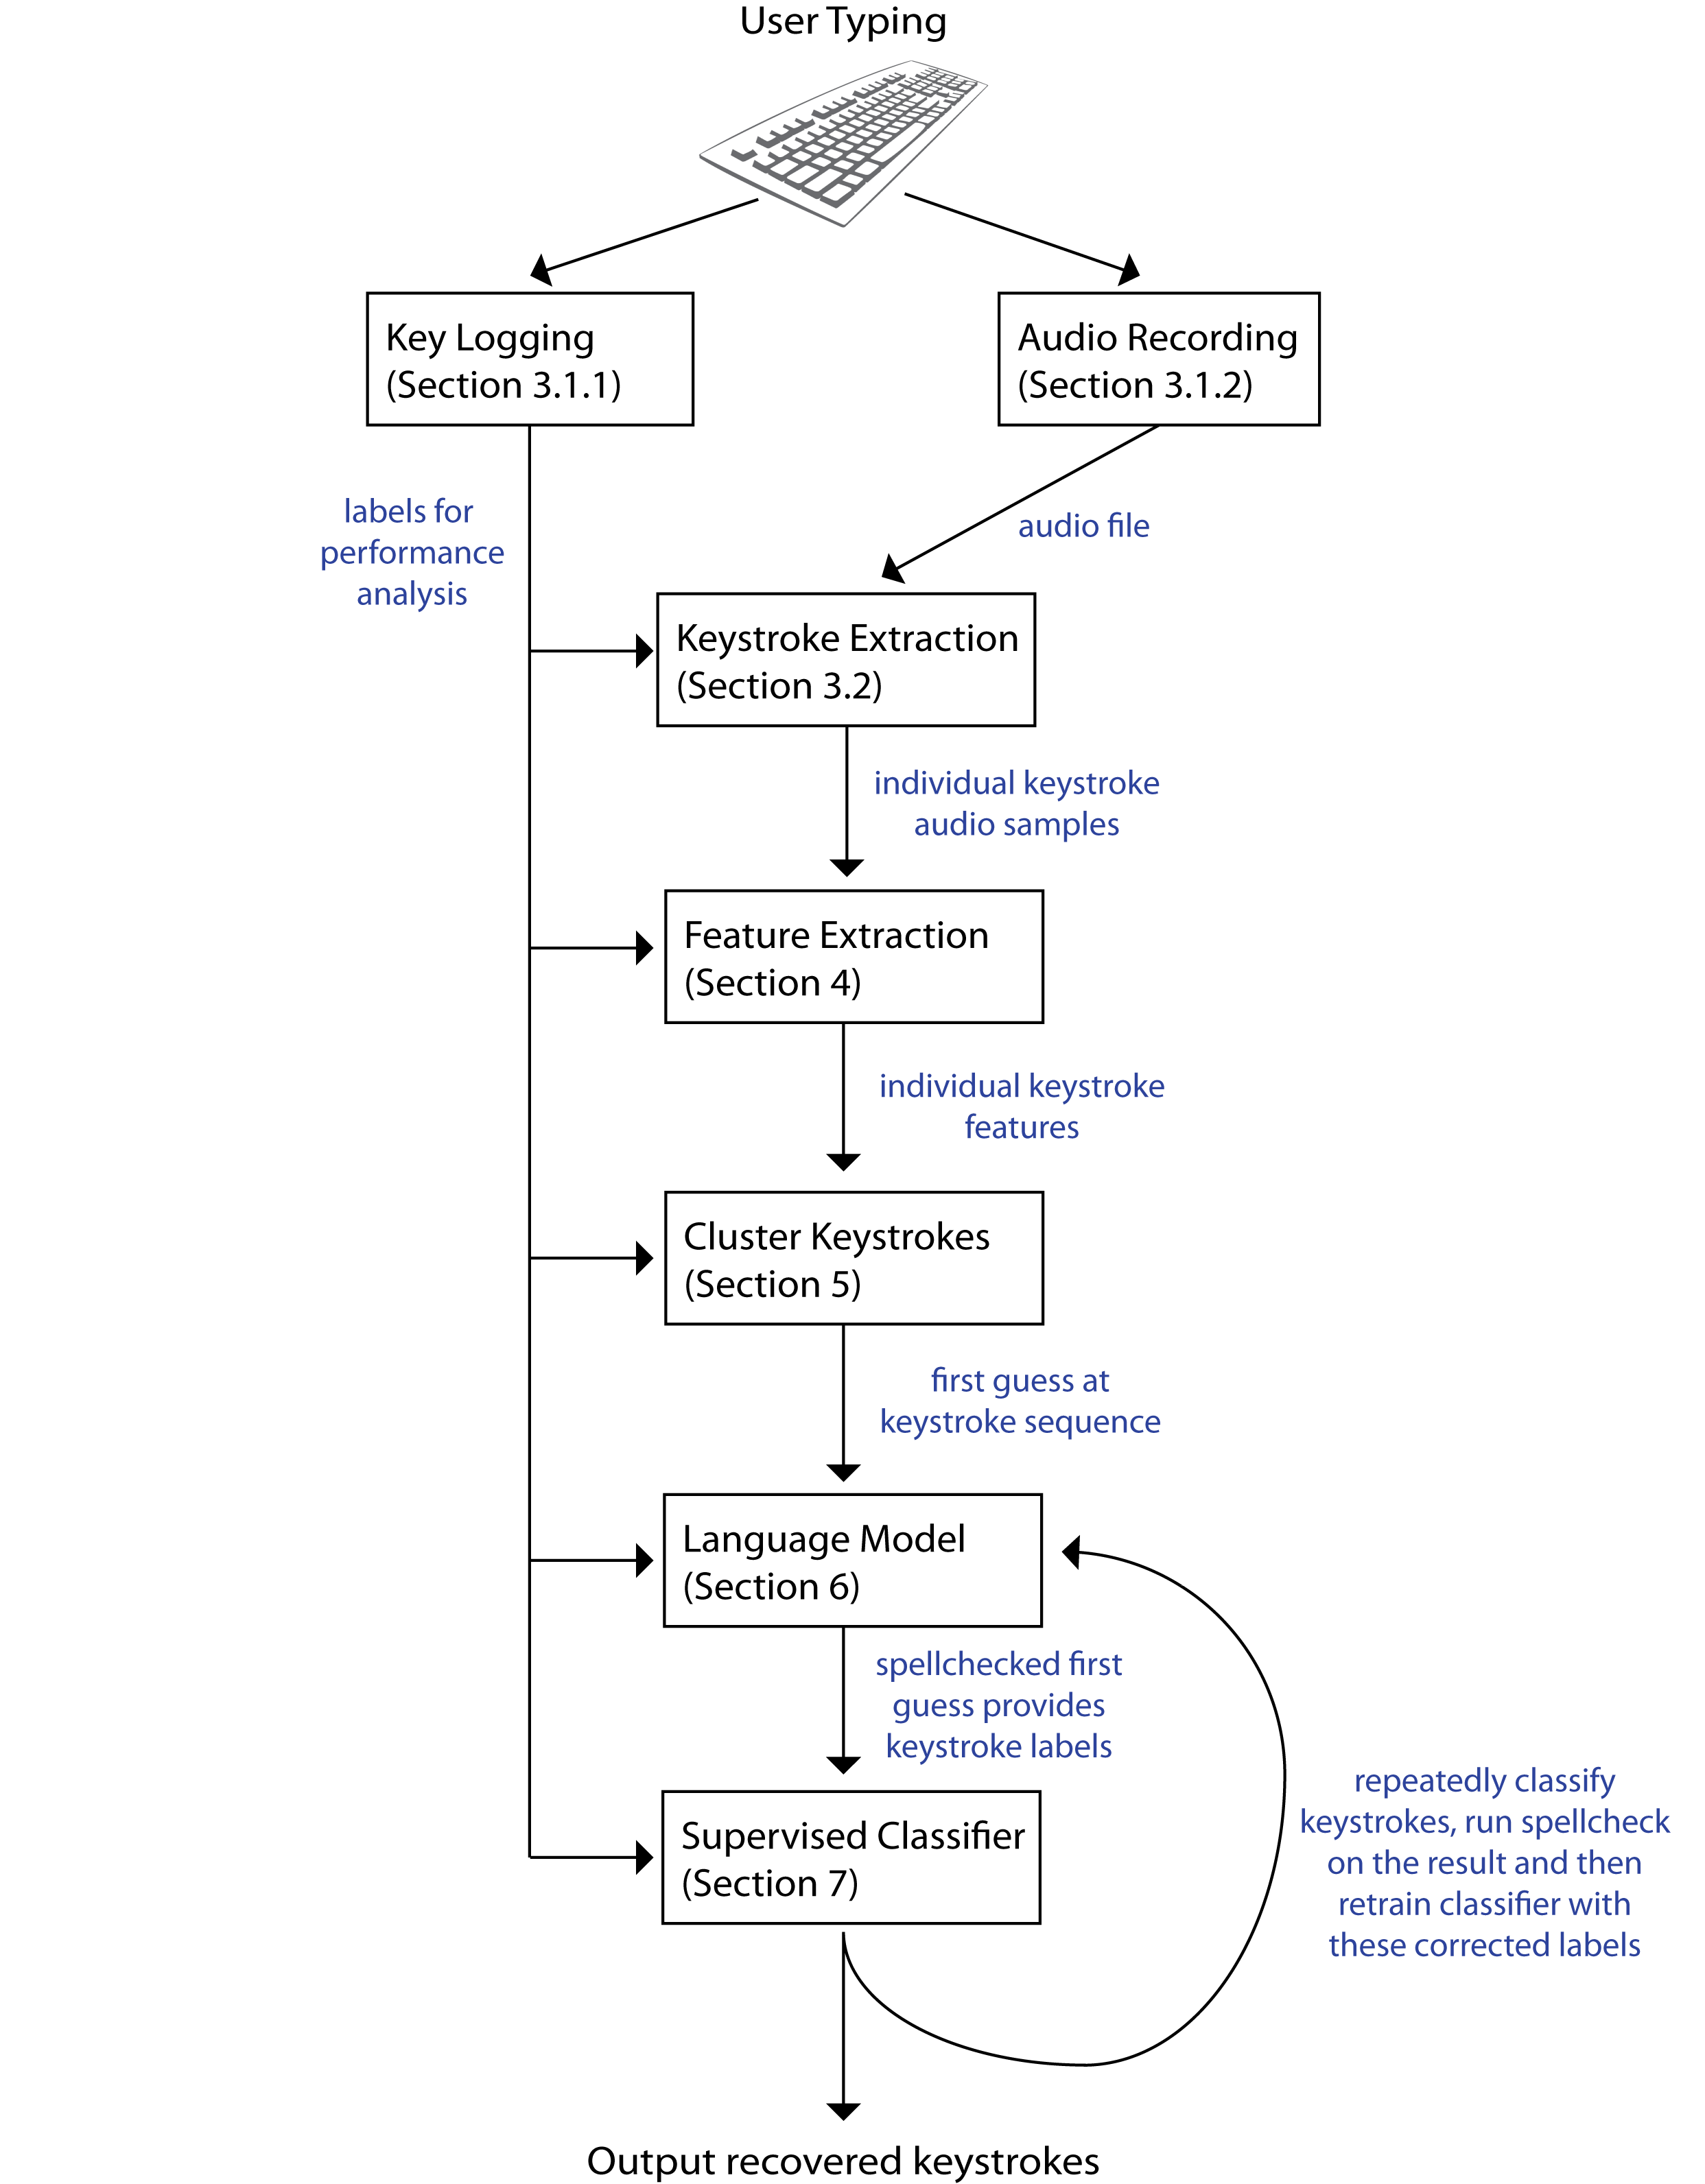 User Typing
Key Logging
(Section 3.1.1)
Audio Recording
(Section 3.1.2)
labels for
performance
analysis
audio file
Keystroke Extraction
(Section 3.2)
individual keystroke
audio samples
Feature Extraction
(Section 4)
individual keystroke
features
Cluster Keystrokes
(Section 5)
first guess at
keystroke sequence
Language Model
(Section 6)
spellchecked first
guess provides
keystroke labels
repeatedly classify
keystrokes, run spellcheck
on the result and then
retrain classifier with
these corrected labels
Supervised Classifier
(Section 7)
Output recovered keystrokes